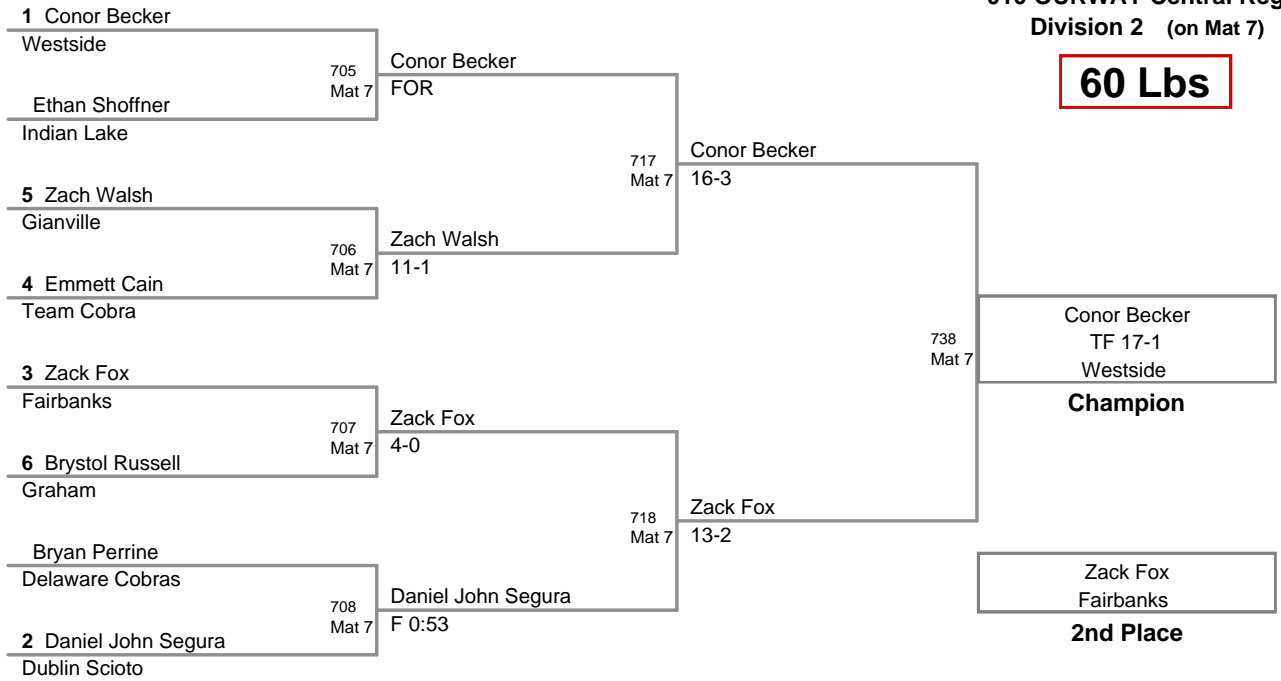 Central Reg
Division 2 (on Mat 7)
60 Lbs
1 Conor Becker
Westside
705
Mat 7
Conor Becker
FOR
Ethan Shoffner
Indian Lake
717
Mat 7
Conor Becker
16-3
5 Zach Walsh
Gianville
706
Mat 7
Zach Walsh
11-1
4 Emmett Cain
Team Cobra
738
Mat 7
Conor Becker
TF 17-1
Westside
Champion
3 Zack Fox
Fairbanks
707
Mat 7
Zack Fox
4-0
6 Brystol Russell
Graham
718
Mat 7
Zack Fox
13-2
Bryan Perrine
Delaware Cobras
708
Mat 7
Daniel John Segura
F 0:53
2 Daniel John Segura
Dublin Scioto
Zack Fox
Fairbanks
2nd Place